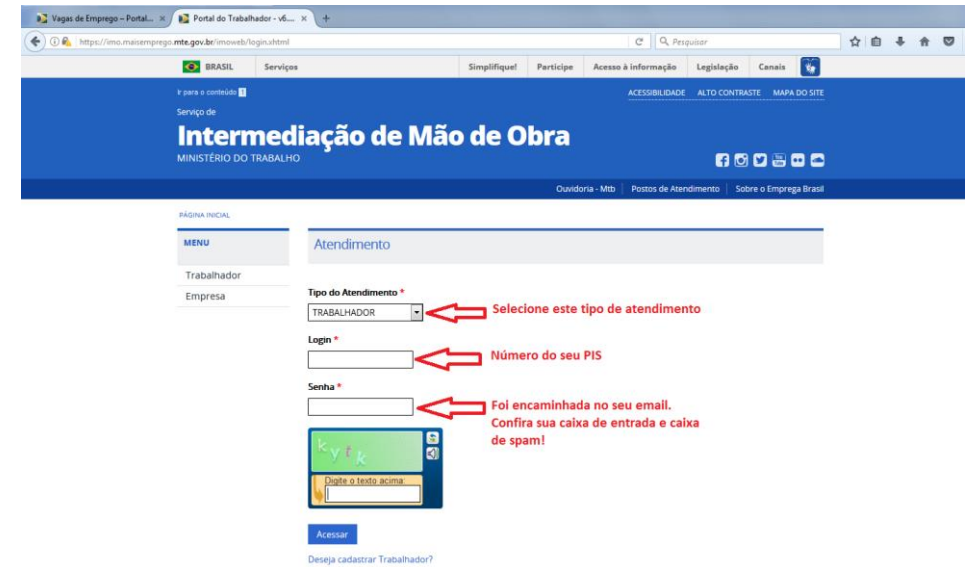 Vagas de Emprego – Portal... × Portal do Trabalhador - v6.... × +
https://imo.maisemprego.mte.gov.br/imoweb/login.xhtml Pesquisar
BRASIL Serviços Simplifique! Participe Acesso à informação Legislação Canais
Ir para o conteúdo 1 ACESSIBILIDADE ALTO CONTRASTE MAPA DO SITE
Serviço de
Intermediação de Mão de Obra
MINISTÉRIO DO TRABALHO
Ouvidoria - Mtb Postos de Atendimento Sobre o Emprega Brasil
PÁGINA INICIAL
MENU
Trabalhador
Empresa
Atendimento
Tipo do Atendimento *
TRABALHADOR Selecione este tipo de atendimento
Login *
Número do seu PIS
Senha *
Foi encaminhada no seu email.
Confira sua caixa de entrada e caixa
de spam!
k y t k
Digite o texto acima:
Acessar
Deseja cadastrar Trabalhador?